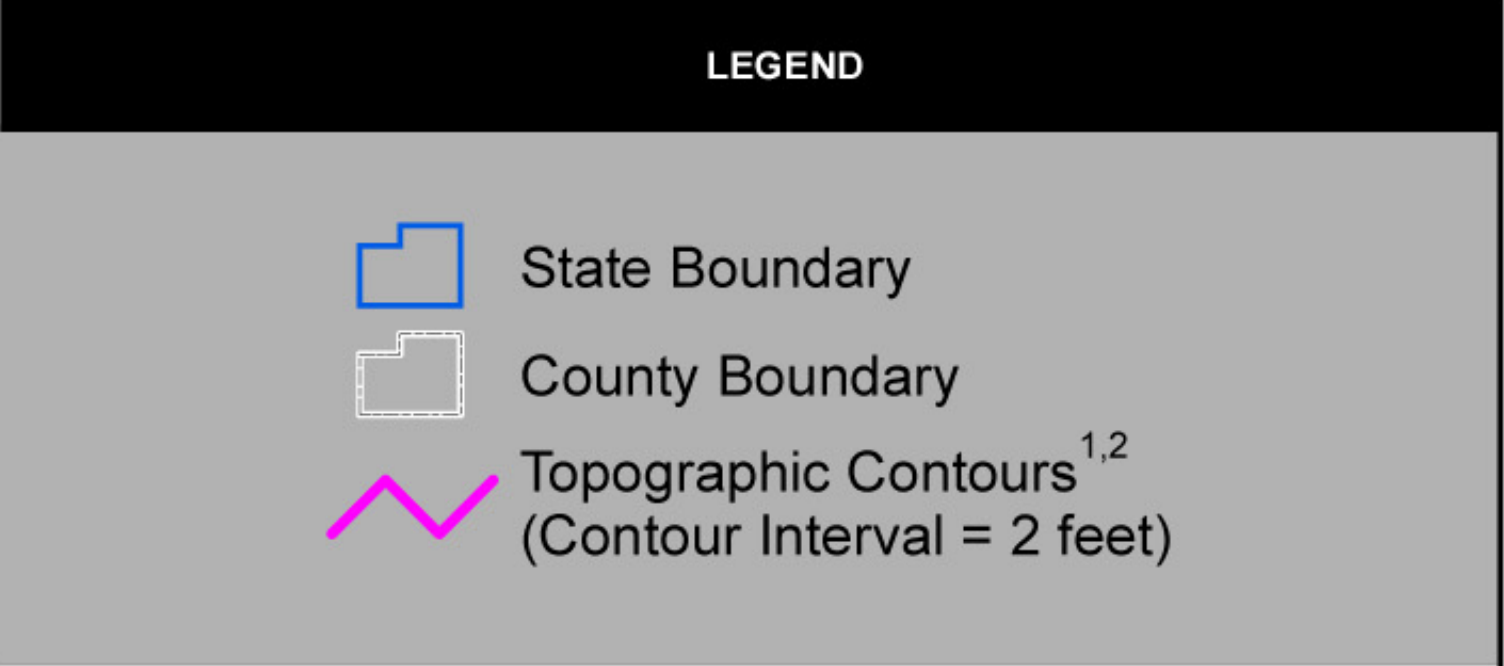 LEGEND
State Boundary
County Boundary
Topographic Contours1,2
(Contour Interval = 2 feet)